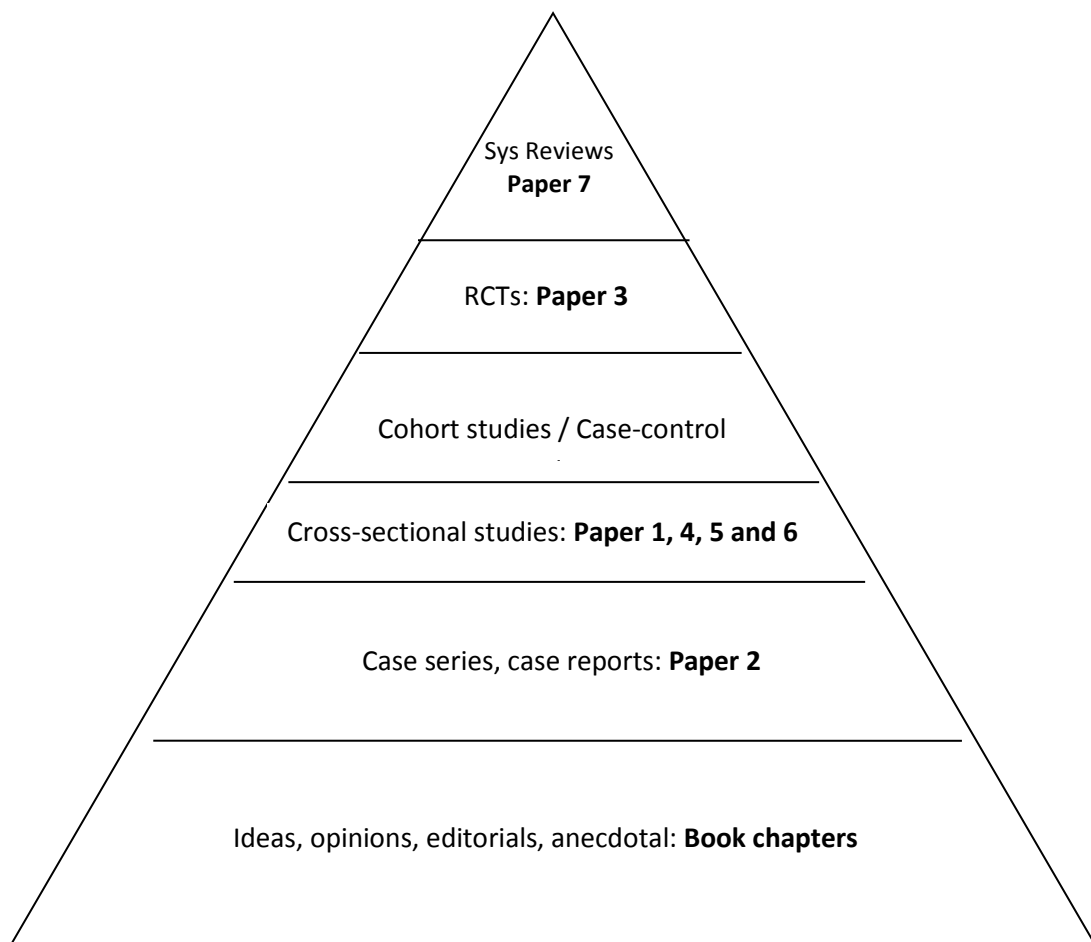 Sys Reviews
Paper 7
RCTs: Paper 3
Cohort studies / Case-control
Cross-sectional studies: Paper 1, 4, 5 and 6
Case series, case reports: Paper 2
Ideas, opinions, editorials, anecdotal: Book chapters